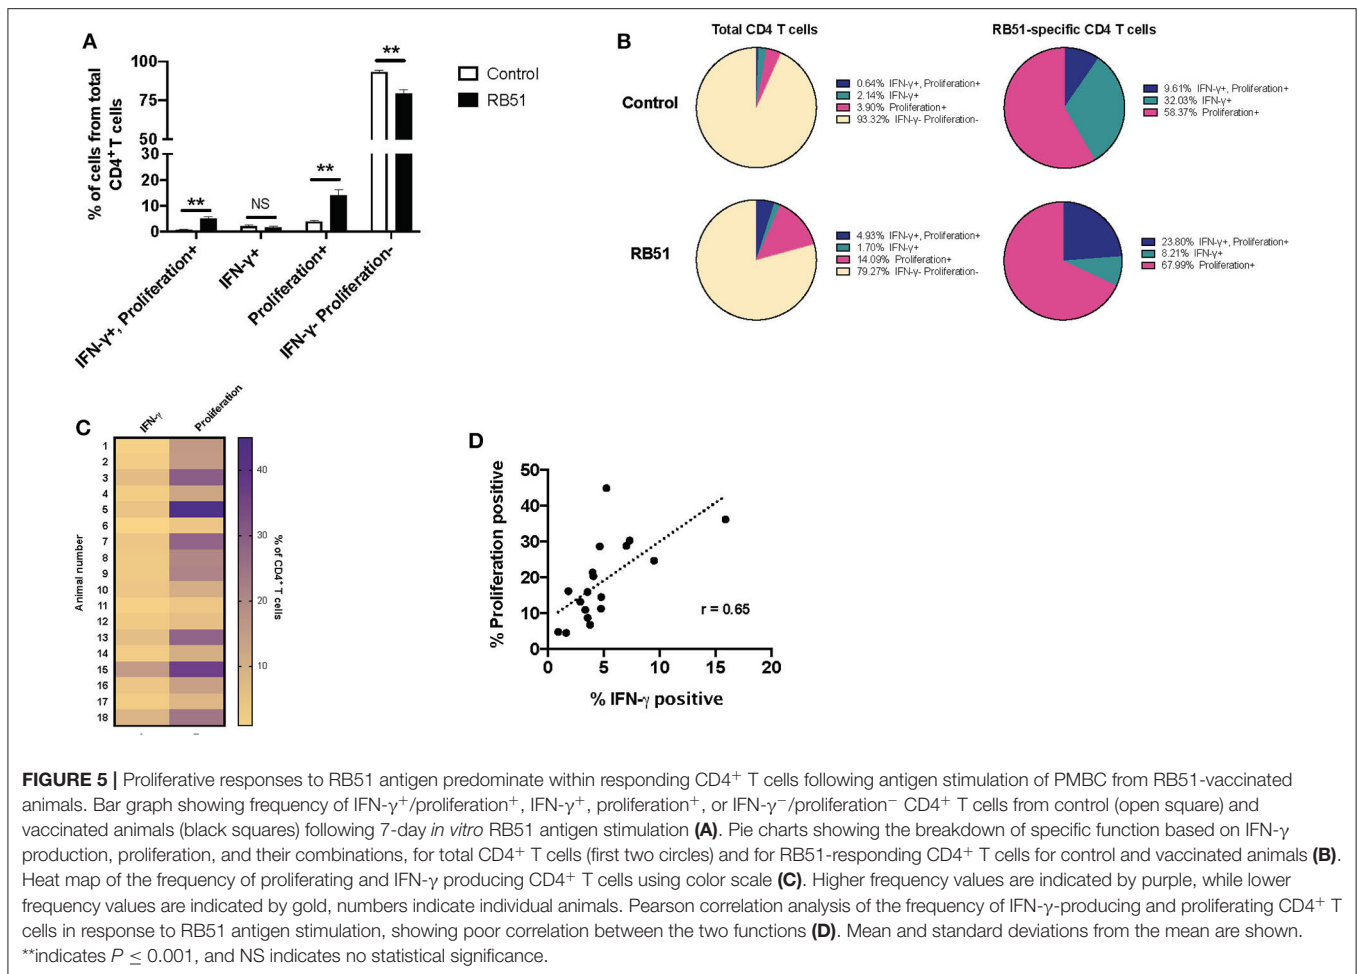 A
% of cells from total
CD4+T cells
100
75
50
30
20
10
0
**
NS
**
**
Control
RB51
IFN-γ+, Proliferation+
IFN-γ+
Proliferation+
IFN-γ- Proliferation-
B
Total CD4 T cells
RB51-specific CD4 T cells
Control
0.64% IFN-γ+, Proliferation+
2.14% IFN-γ+
3.90% Proliferation+
93.32% IFN-γ- Proliferation-
9.61% IFN-γ+, Proliferation+
32.03% IFN-γ+
58.37% Proliferation+
RB51
4.93% IFN-γ+, Proliferation+
1.70% IFN-γ+
14.09% Proliferation+
79.27% IFN-γ- Proliferation-
23.80% IFN-γ+, Proliferation+
8.21% IFN-γ+
67.99% Proliferation+
C
IFN-γ
Proliferation
Animal number
1
2
3
4
5
6
7
8
9
10
11
12
13
14
15
16
17
18
40
30
20
10
% of CD4+ T cells
D
% Proliferation positive
50
40
30
20
10
0
r = 0.65
0 5 10 15 20
% IFN-γ positive
FIGURE 5 | Proliferative responses to RB51 antigen predominate within responding CD4+ T cells following antigen stimulation of PMBC from RB51-vaccinated
animals. Bar graph showing frequency of IFN-γ+/proliferation+, IFN-γ+, proliferation+, or IFN-γ−/proliferation− CD4+ T cells from control (open square) and
vaccinated animals (black squares) following 7-day in vitro RB51 antigen stimulation (A). Pie charts showing the breakdown of specific function based on IFN-γ
production, proliferation, and their combinations, for total CD4+ T cells (first two circles) and for RB51-responding CD4+ T cells for control and vaccinated animals (B).
Heat map of the frequency of proliferating and IFN-γ producing CD4+ T cells using color scale (C). Higher frequency values are indicated by purple, while lower
frequency values are indicated by gold, numbers indicate individual animals. Pearson correlation analysis of the frequency of IFN-γ-producing and proliferating CD4+ T
cells in response to RB51 antigen stimulation, showing poor correlation between the two functions (D). Mean and standard deviations from the mean are shown.
**indicates P ≤ 0.001, and NS indicates no statistical significance.